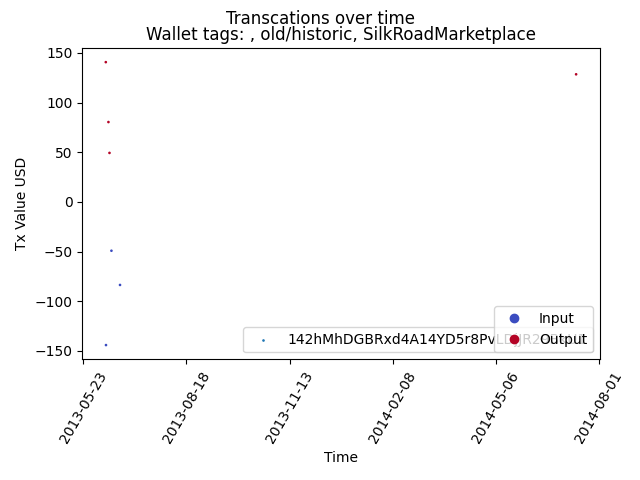 Transcations over time
Wallet tags: , old/historic, SilkRoadMarketplace
Tx Value USD
150
100
50
0
−50
−100
−150
Input
Output
2013-05-23
2013-08-18
2013-11-13
2014-02-08
2014-05-06
2014-08-01
Time